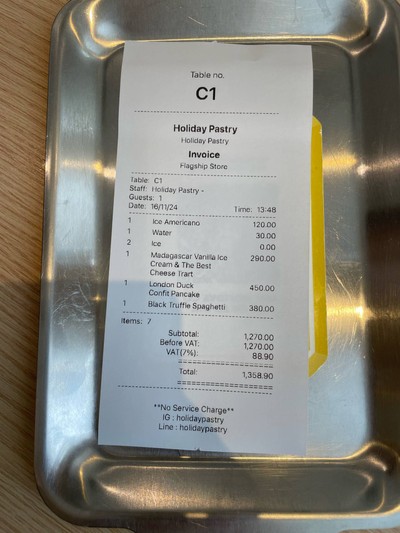 Table no.
C1
Holiday Pastry
Holiday Pastry
Invoice
Flagship Store
Table: C1
Staff: Holiday Pastry -
Guests: 1
Date: 16/11/24 Time: 13:48
1 Ice Americano 120.00
1 Water 30.00
2 Ice 0.00
1 Madagascar Vanilla Ice 290.00
Cream & The Best
Cheese Trart
1 London Duck 450.00
Confit Pancake
1 Black Truffle Spaghetti 380.00
Items: 7
Subtotal: 1,270.00
Before VAT: 1,270.00
VAT(7%): 88.90
Total: 1,358.90
**No Service Charge**
IG : holidaypastry
Line : holidaypastry